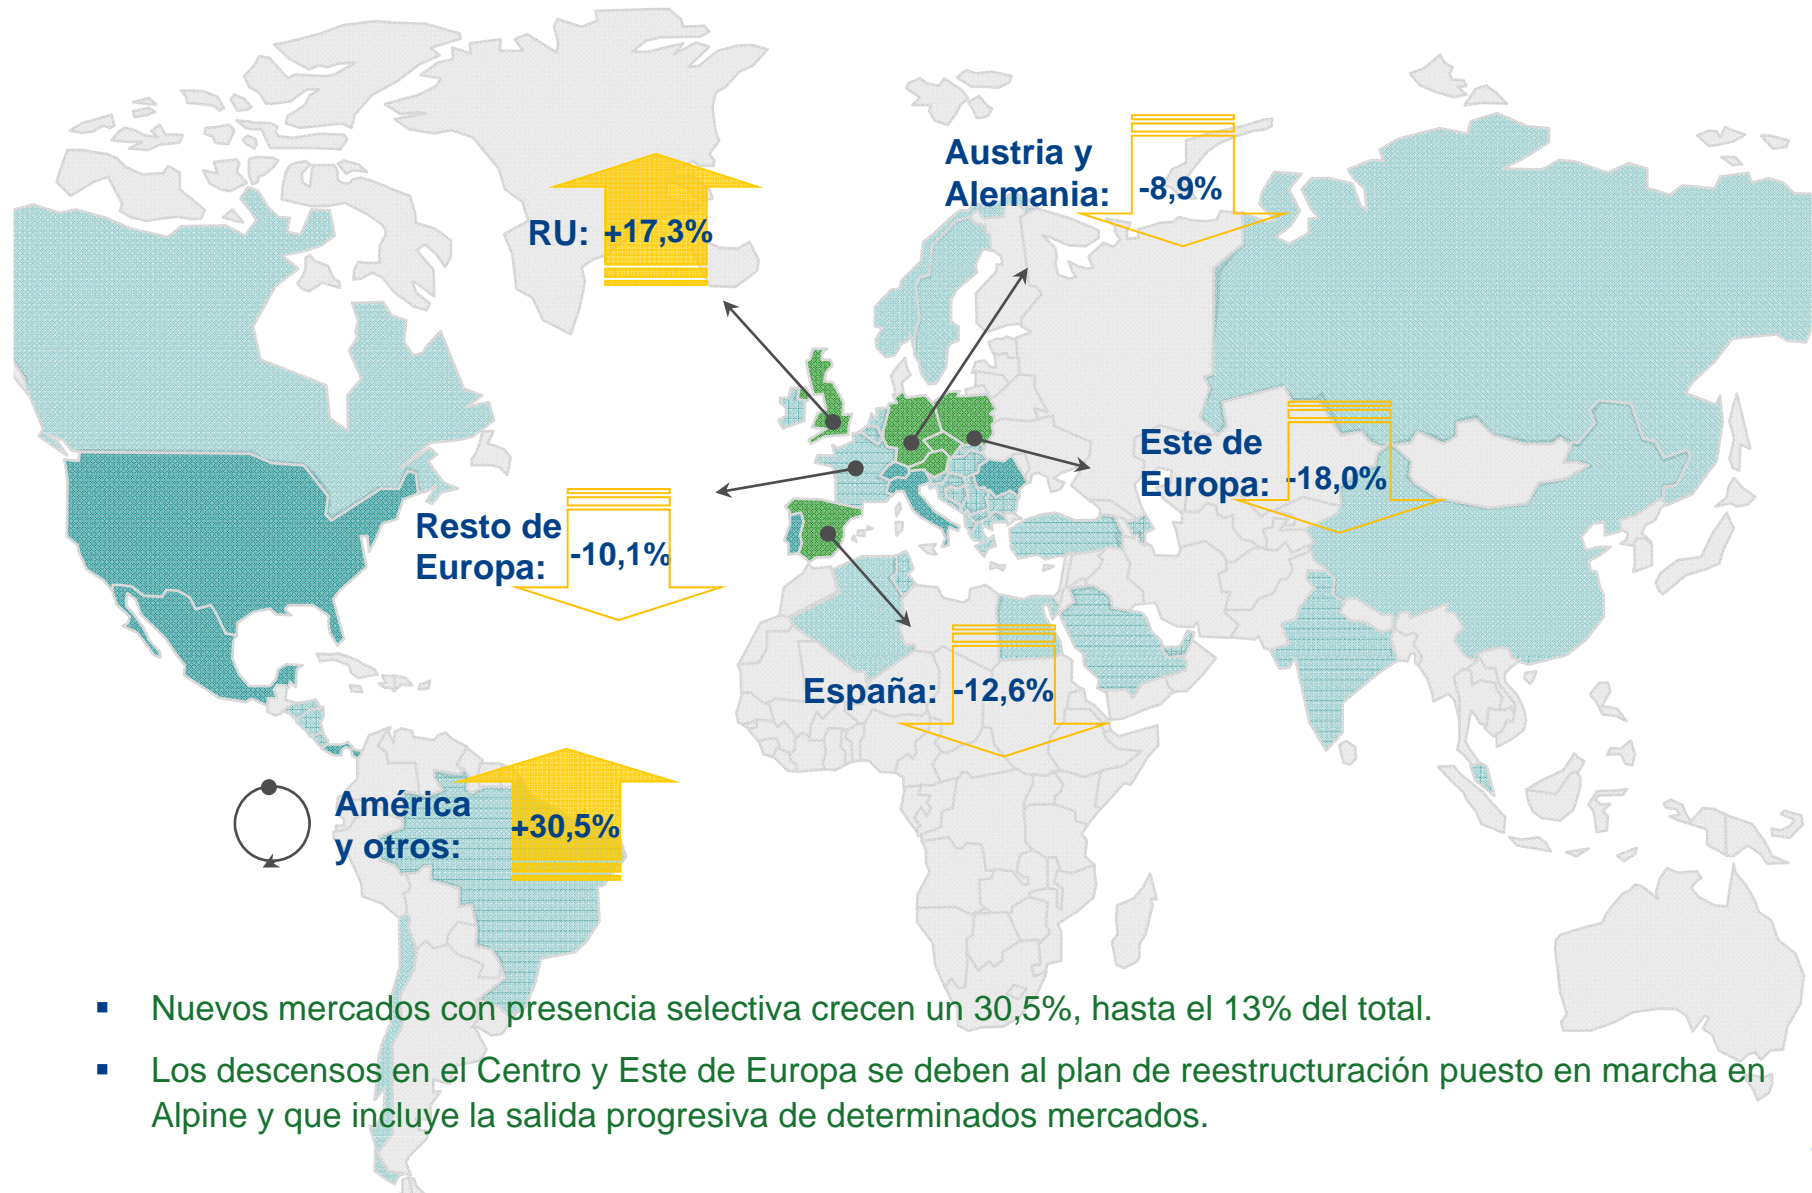 Austria y
Alemania: -8,9%
RU: +17,3%
Este de
Europa: -18,0%
Resto de
Europa: -10,1%
España: -12,6%
América
y otros: +30,5%
▪ Nuevos mercados con presencia selectiva crecen un 30,5%, hasta el 13% del total.
▪ Los descensos en el Centro y Este de Europa se deben al plan de reestructuración puesto en marcha en
Alpine y que incluye la salida progresiva de determinados mercados.